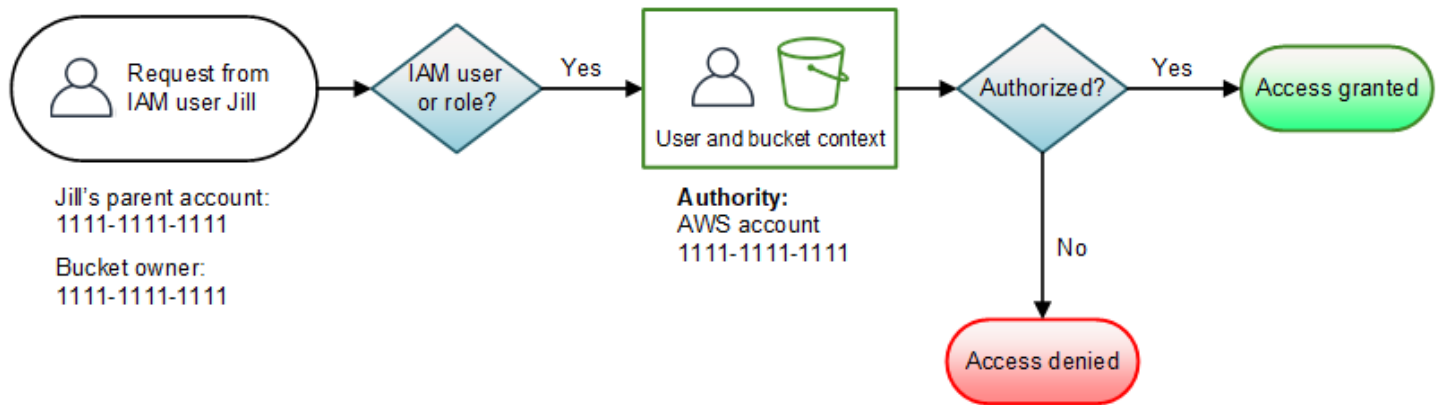 Request from
IAM user Jill
IAM user
or role?
Yes
User and bucket context
Authorized?
Yes
Access granted
Jill's parent account:
1111-1111-1111
Bucket owner:
1111-1111-1111
Authority:
AWS account
1111-1111-1111
No
Access denied